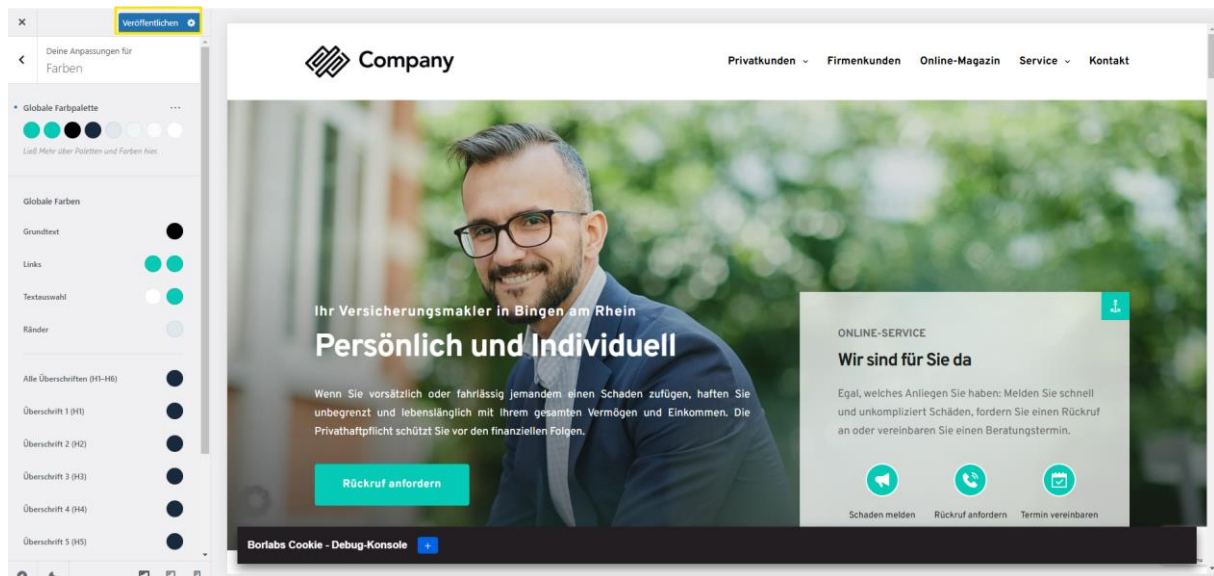 Veröffentlichen
Deine Anpassungen für
Farben
Globale Farbpalette
Ließ Mehr über Paletten und Farben hier.
Globale Farben
Grundtext
Links
Textauswahl
Ränder
Alle Überschriften (H1–H6)
Überschrift 1 (H1)
Überschrift 2 (H2)
Überschrift 3 (H3)
Überschrift 4 (H4)
Überschrift 5 (H5)
Company
Privatkunden
Firmenkunden
Online-Magazin
Service
Kontakt
Ihr Versicherungsmakler in Bingen am Rhein
Persönlich und Individuell
Wenn Sie vorsätzlich oder fahrlässig jemandem einen Schaden zufügen, haften Sie
unbegrenzt und lebenslänglich mit Ihrem gesamten Vermögen und Einkommen. Die
Privathaftpflicht schützt Sie vor den finanziellen Folgen.
Rückruf anfordern
ONLINE-SERVICE
Wir sind für Sie da
Egal, welches Anliegen Sie haben: Melden Sie schnell
und unkompliziert Schäden, fordern Sie einen Rückruf
an oder vereinbaren Sie einen Beratungstermin.
Schaden melden
Rückruf anfordern
Termin vereinbaren
Borlabs Cookie - Debug-Konsole